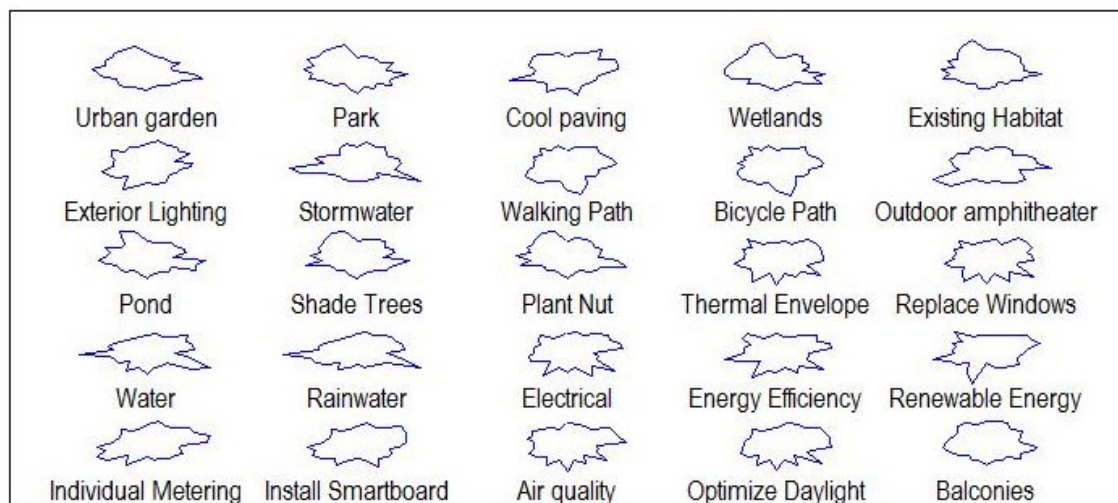 Urban garden Park Cool paving Wetlands Existing Habitat
Exterior Lighting Stormwater Walking Path Bicycle Path Outdoor amphitheater
Pond Shade Trees Plant Nut Thermal Envelope Replace Windows
Water Rainwater Electrical Energy Efficiency Renewable Energy
Individual Metering Install Smartboard Air quality Optimize Daylight Balconies